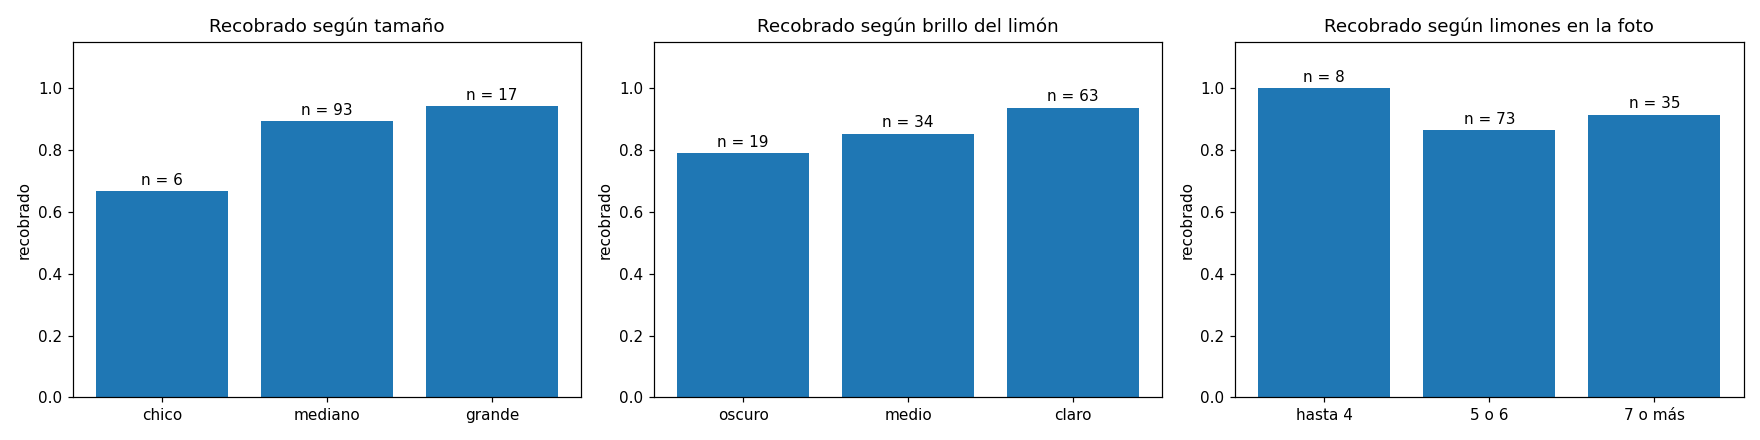 Recobrado según tamaño
recobrado
0.0
0.2
0.4
0.6
0.8
1.0
n = 6
n = 93
n = 17
chico
mediano
grande
Recobrado según brillo del limón
recobrado
0.0
0.2
0.4
0.6
0.8
1.0
n = 19
n = 34
n = 63
oscuro
medio
claro
Recobrado según limones en la foto
recobrado
0.0
0.2
0.4
0.6
0.8
1.0
n = 8
n = 73
n = 35
hasta 4
5 o 6
7 o más